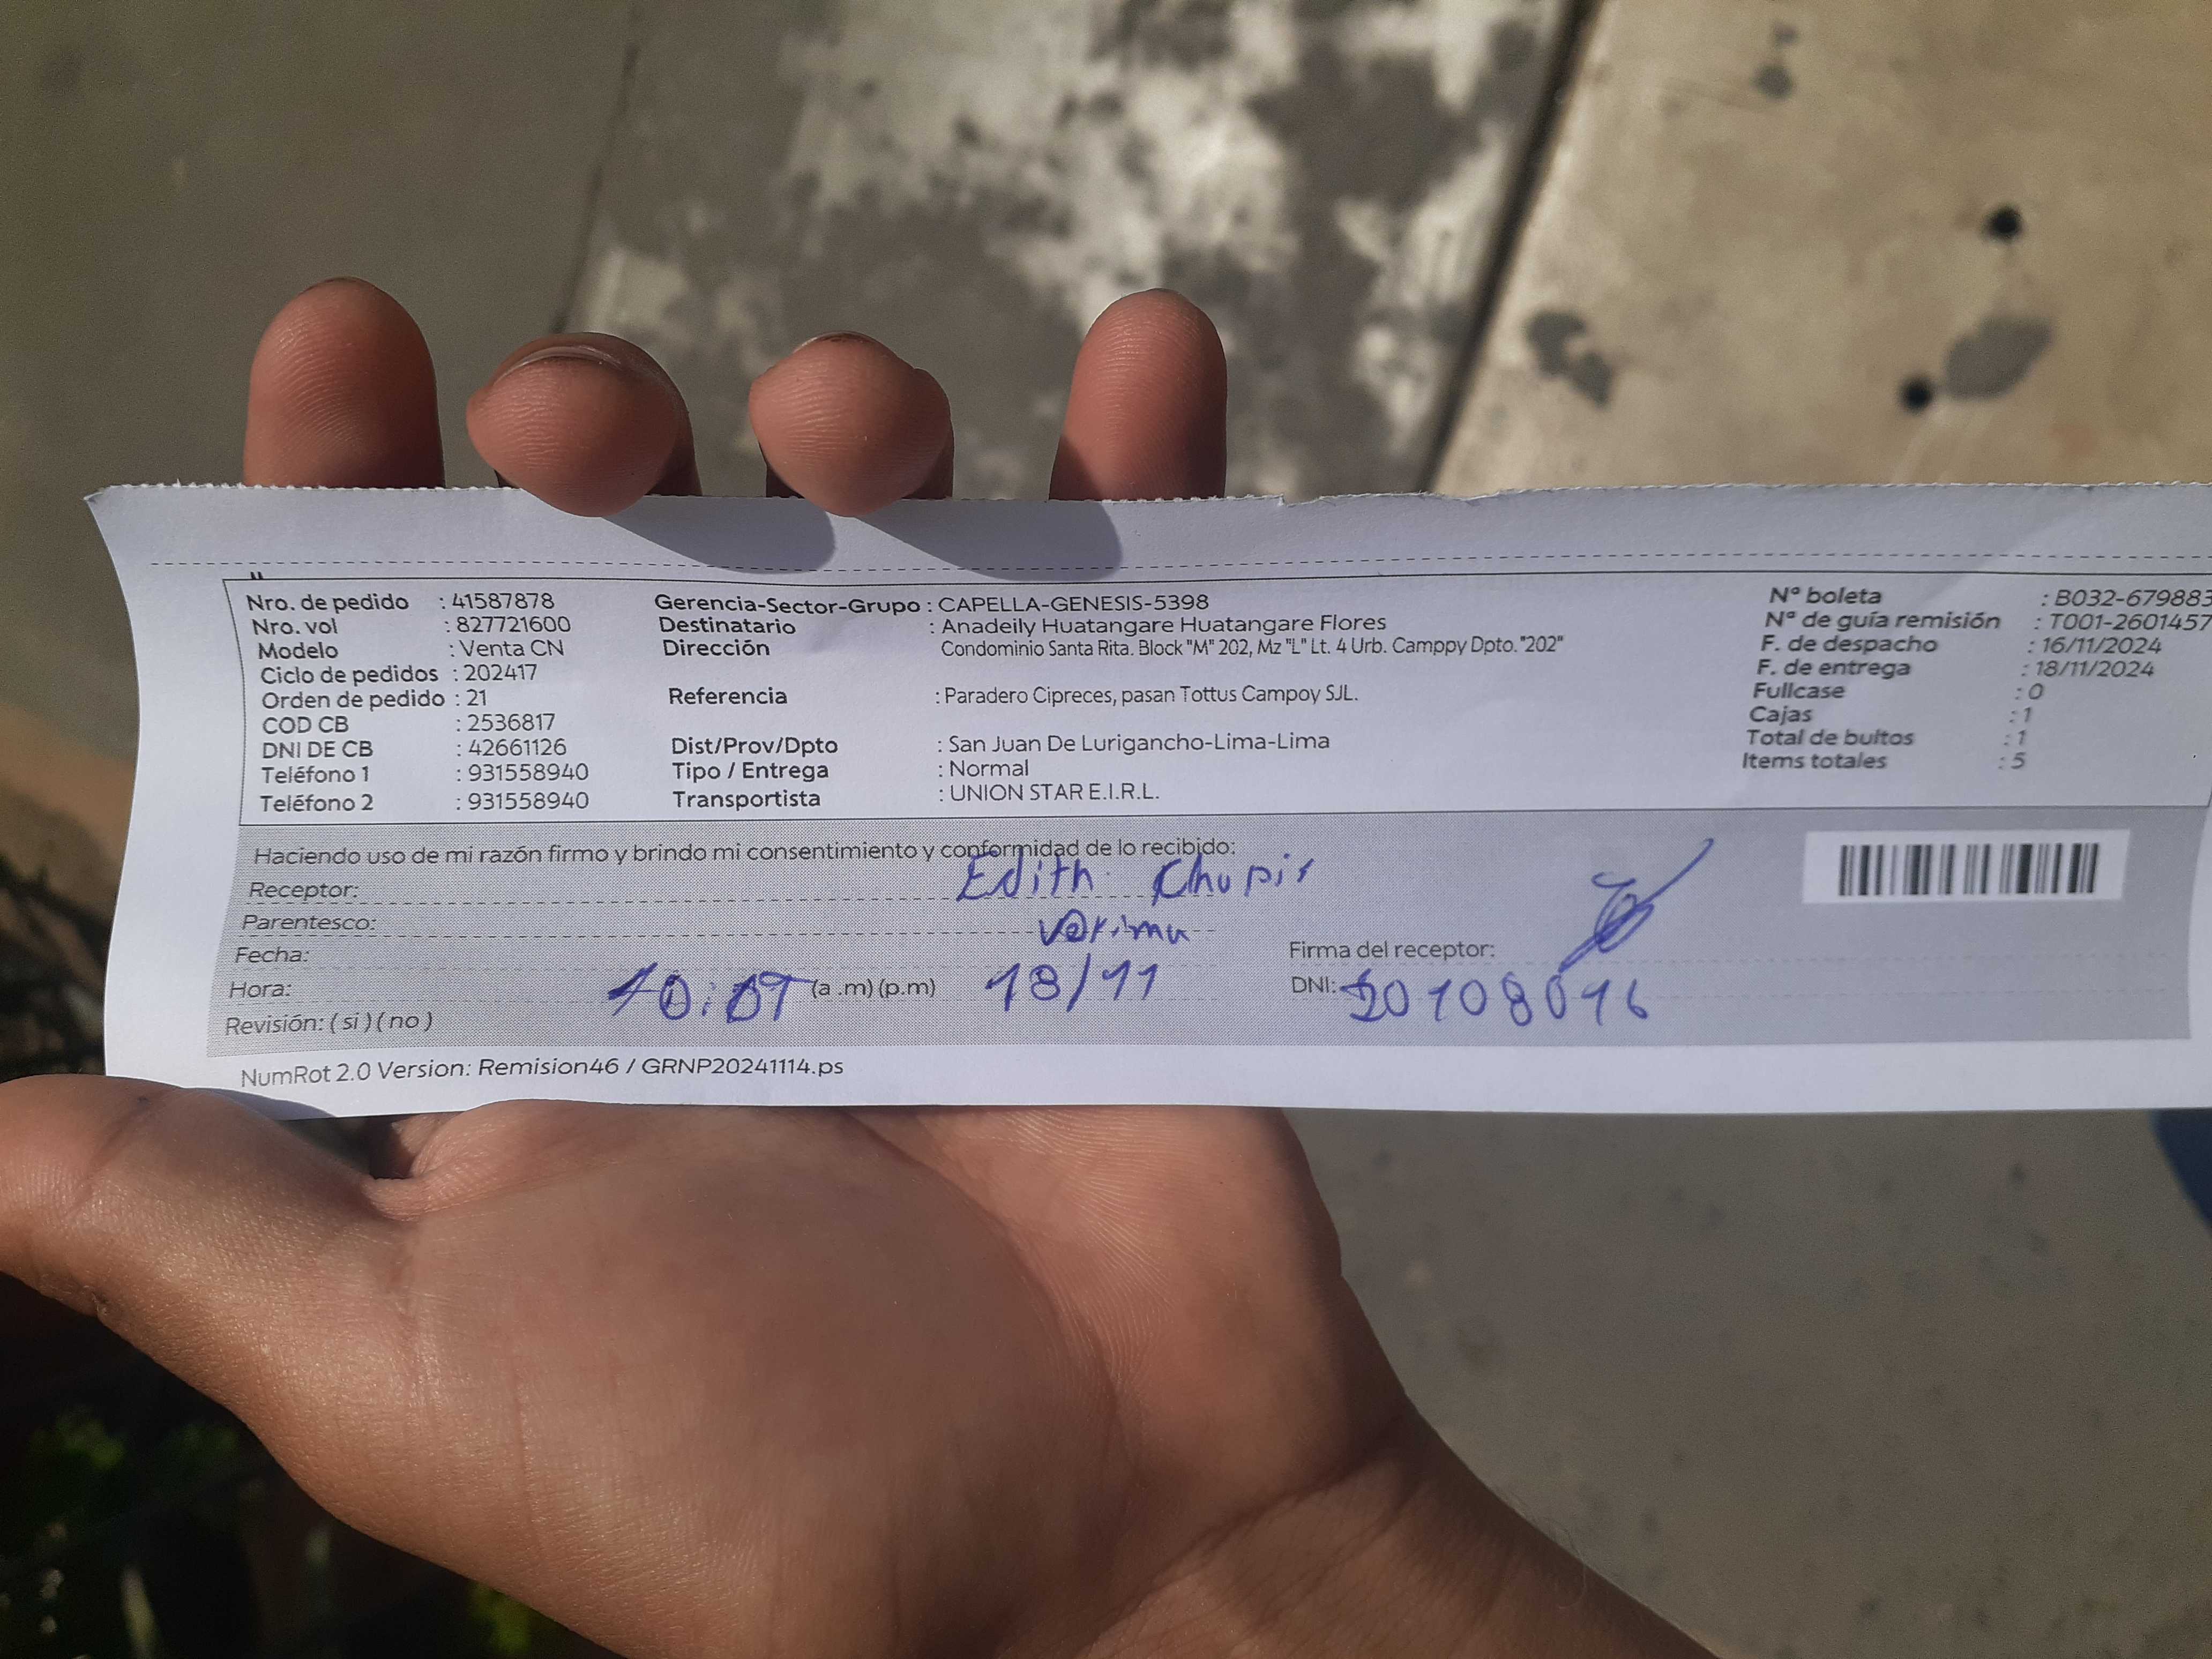 Nro. de pedido : 41587878 Gerencia-Sector-Grupo : CAPELLA-GENESIS-5398 Nº boleta : B032-679883
Nro. vol : 827721600 Destinatario : Anadeily Huatangare Huatangare Flores Nº de guía remisión : T001-2601457
Modelo : Venta CN Dirección Condominio Santa Rita. Block "M" 202, Mz "L" Lt. 4 Urb. Camppy Dpto. "202" F. de despacho : 16/11/2024
Ciclo de pedidos : 202417 F. de entrega : 18/11/2024
Orden de pedido : 21 Referencia : Paradero Cipreces, pasan Tottus Campoy SJL. Fullcase : 0
COD CB : 2536817 Cajas : 1
DNI DE CB : 42661126 Dist/Prov/Dpto : San Juan De Lurigancho-Lima-Lima Total de bultos : 1
Teléfono 1 : 931558940 Tipo / Entrega : Normal Items totales : 5
Teléfono 2 : 931558940 Transportista : UNION STAR E.I.R.L.
Haciendo uso de mi razón firmo y brindo mi consentimiento y conformidad de lo recibido:
Receptor: Edith
Parentesco:
Fecha: Firma del receptor:
Hora: (a .m) (p.m) 18/11 DNI:
Revisión: ( si ) ( no )
NumRot 2.0 Version: Remision46 / GRNP20241114.ps